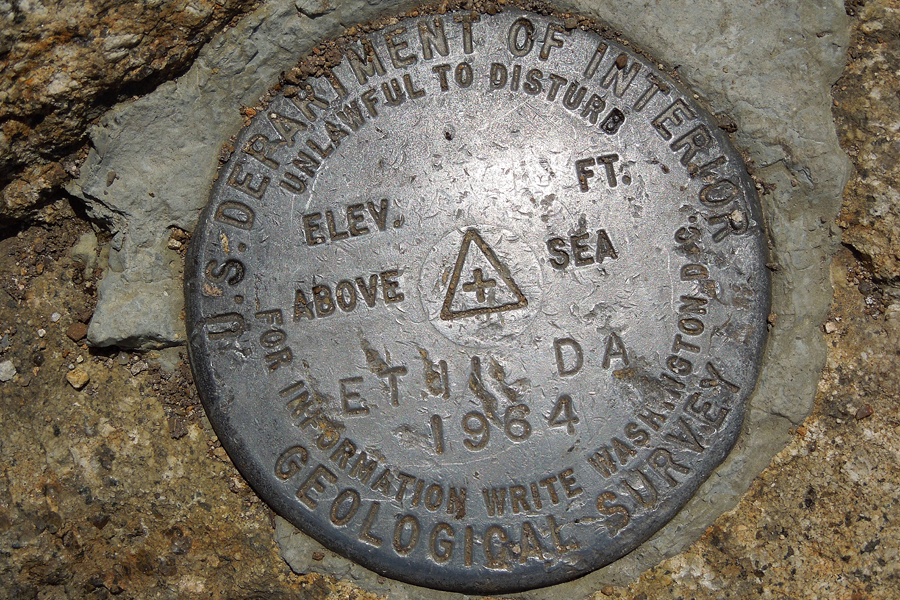 U.S. DEPARTMENT OF INTERIOR
UNLAWFUL TO DISTURB
ELEV. FT.
ABOVE SEA
DA
1964
FOR INFORMATION WRITE WASHINGTON D.C.
GEOLOGICAL SURVEY